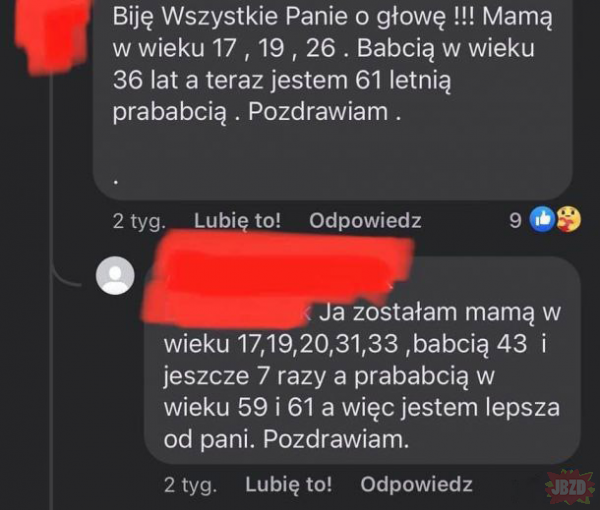 Biję Wszystkie Panie o głowę !!! Mamą
w wieku 17 , 19 , 26 . Babcią w wieku
36 lat a teraz jestem 61 letnią
prababcią . Pozdrawiam .
.
2 tyg. Lubię to! Odpowiedz 9
Ja zostałam mamą w
wieku 17,19,20,31,33 ,babcią 43 i
jeszcze 7 razy a prababcią w
wieku 59 i 61 a więc jestem lepsza
od pani. Pozdrawiam.
2 tyg. Lubię to! Odpowiedz
JBZD